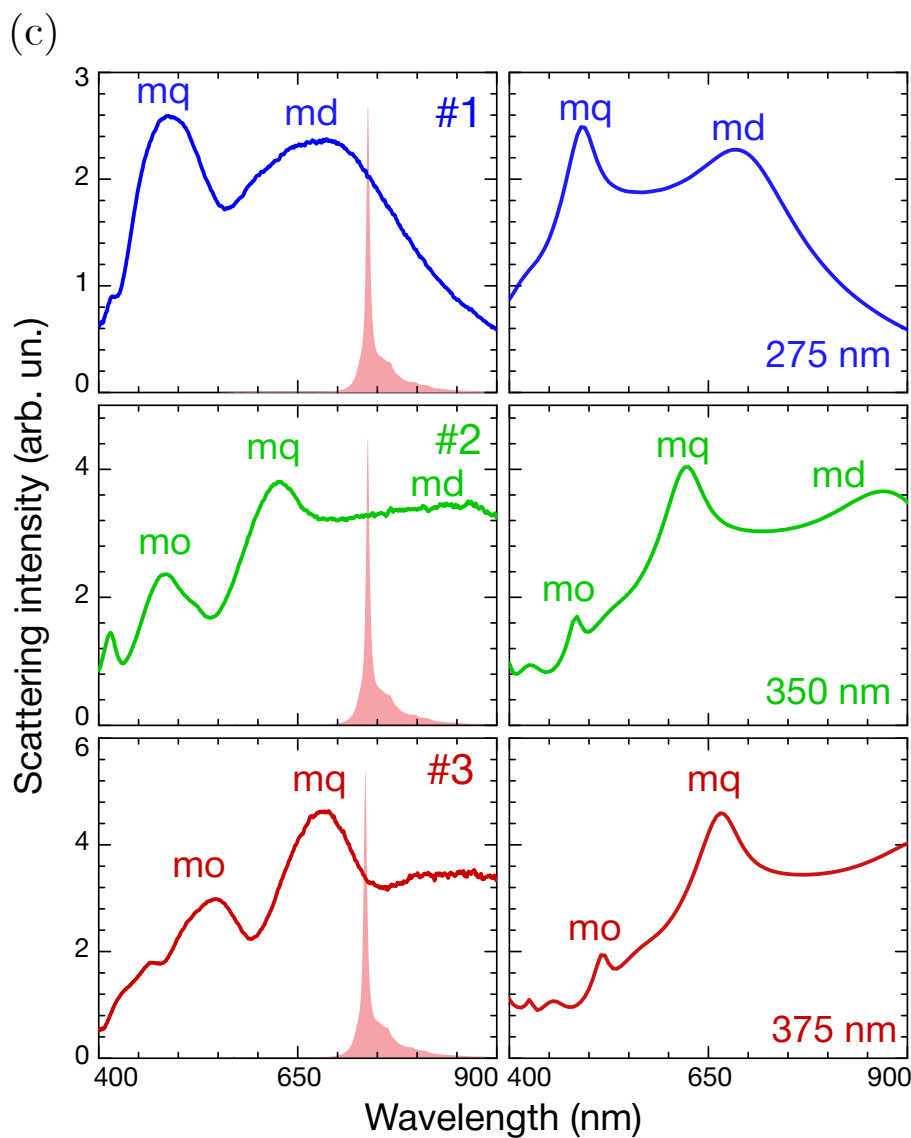 (c)
Scattering intensity (arb. un.)
3
2
1
0
mq
md
#1
mq
md
275 nm
4
2
0
mo
mq
md
#2
mo
mq
md
350 nm
6
4
2
0
mo
mq
#3
mo
mq
375 nm
400
650
900
400
650
900
Wavelength (nm)